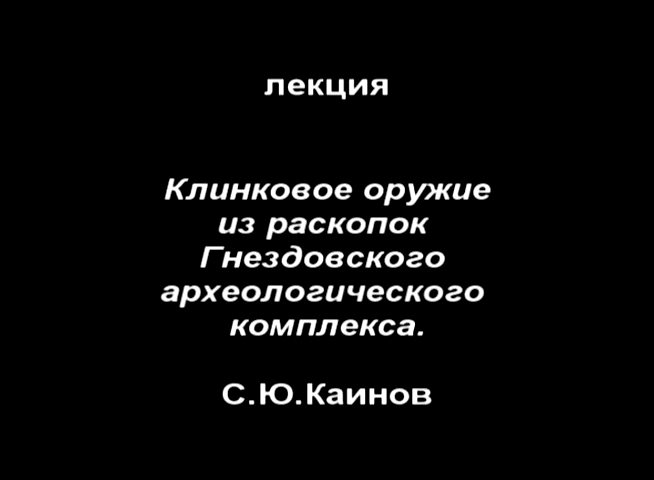 лекция
Клинковое оружие
из раскопок
Гнездовского
археологического
комплекса.
С.Ю.Каинов